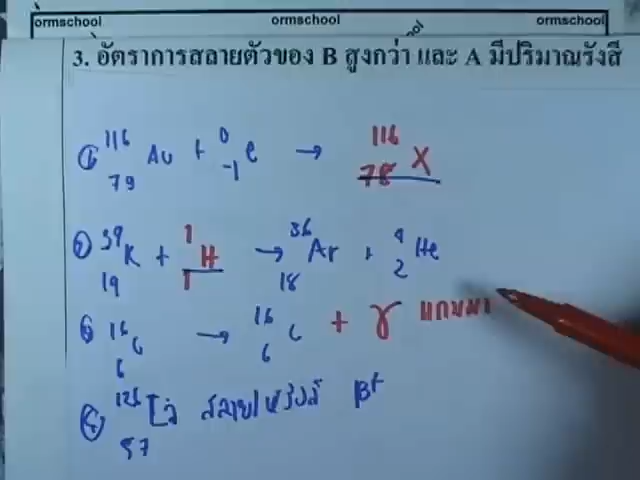 ormschool ormschool ormschool
3. อัตราการสลายตัวของ B สูงกว่า และ A มีปริมาณรังสี
① 116 79 Au + 0 -1 e → 116 78 X
② 39 19 K + 1 1 H → 36 18 Ar + 4 2 He
③ 16 6 C → 16 6 C + γ แถมมา
④ สลายให้รังสี β+